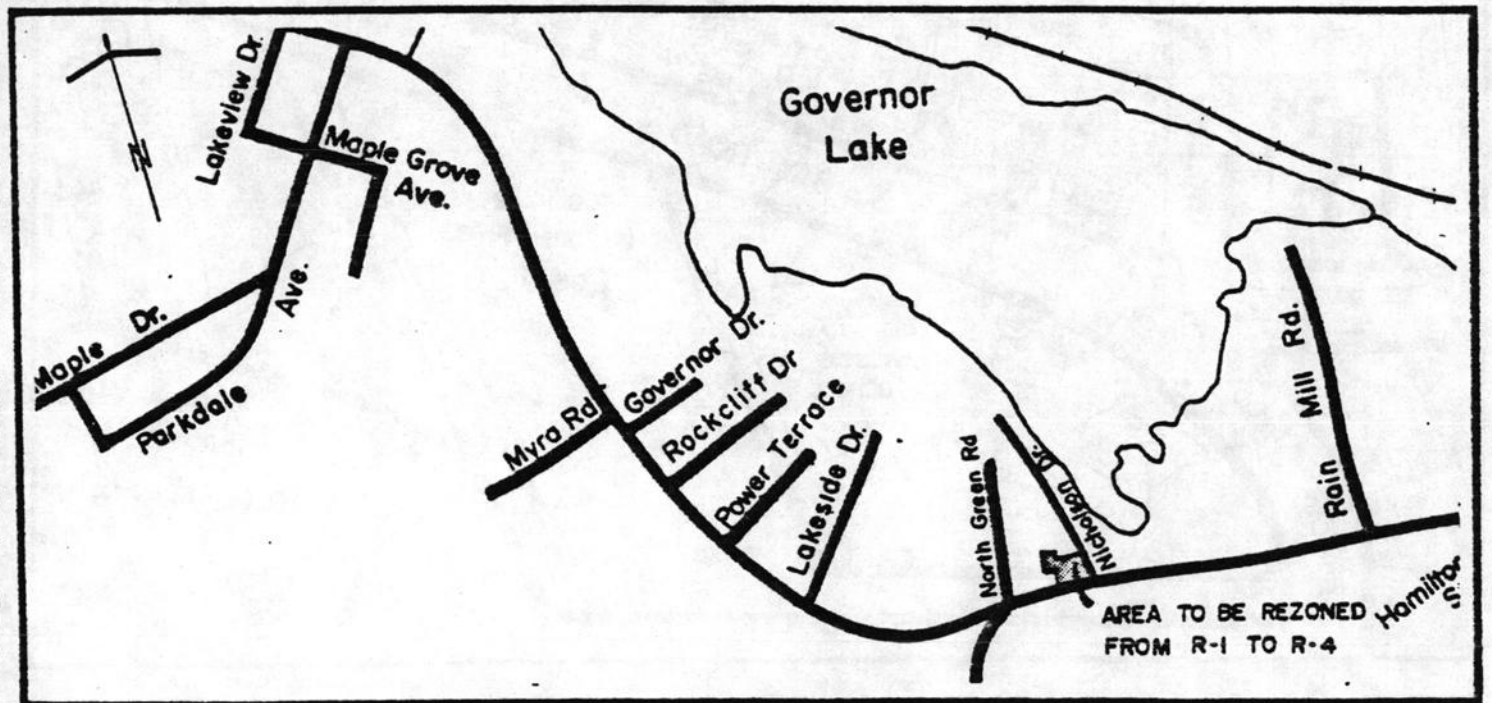 Governor
Lake
Lakeview Dr.
Maple Grove
Ave.
N
Maple Dr.
Ave.
Parkdale
Governor Dr.
Myra Rd
Rockcliff Dr
Power Terrace
Lakeside Dr.
North Green Rd
Nicholson Dr.
Rain Mill Rd.
AREA TO BE REZONED
FROM R-1 TO R-4